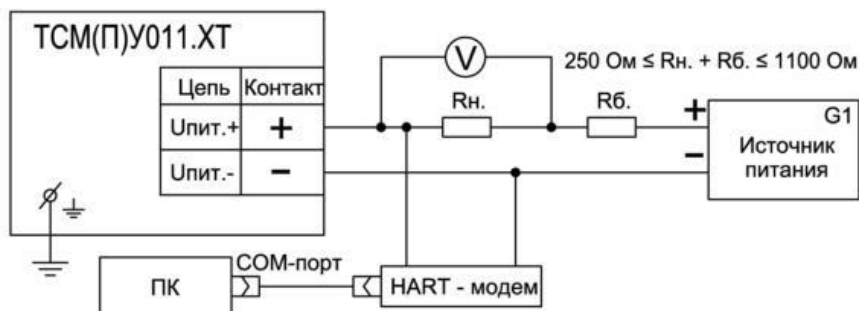 ТСМ(П)У011.ХТ
Цепь Контакт
Uпит.+ +
Uпит.- −
V
Rн.
Rб.
250 Ом ≤ Rн. + Rб. ≤ 1100 Ом
+
−
G1
Источник
питания
COM-порт
ПК
HART - модем